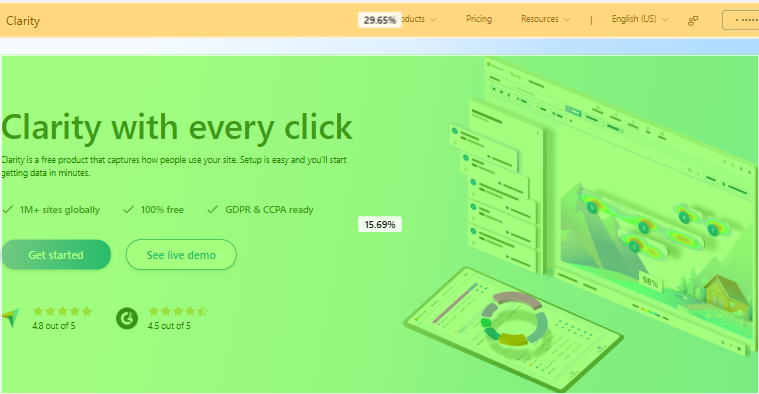 Clarity
29.65%
oducts
Pricing
Resources
|
English (US)
Clarity with every click
Clarity is a free product that captures how people use your site. Setup is easy and you'll start
getting data in minutes.
1M+ sites globally
100% free
GDPR & CCPA ready
15.69%
Get started
See live demo
98%
4.8 out of 5
4.5 out of 5